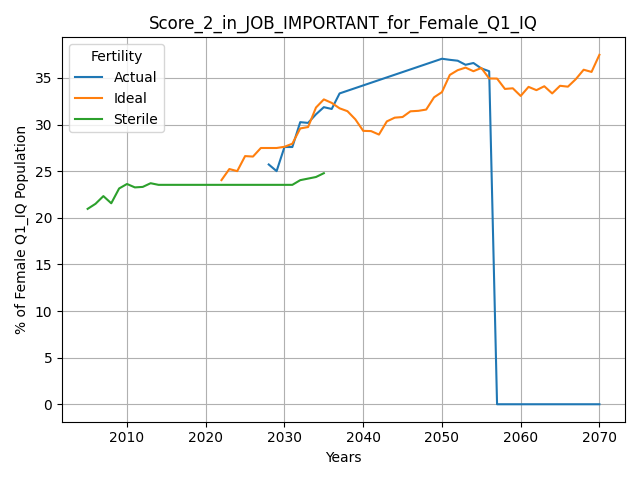 Score_2_in_JOB_IMPORTANT_for_Female_Q1_IQ
Fertility
Actual
Ideal
Sterile
% of Female Q1_IQ Population
35
30
25
20
15
10
5
0
2010 2020 2030 2040 2050 2060 2070
Years